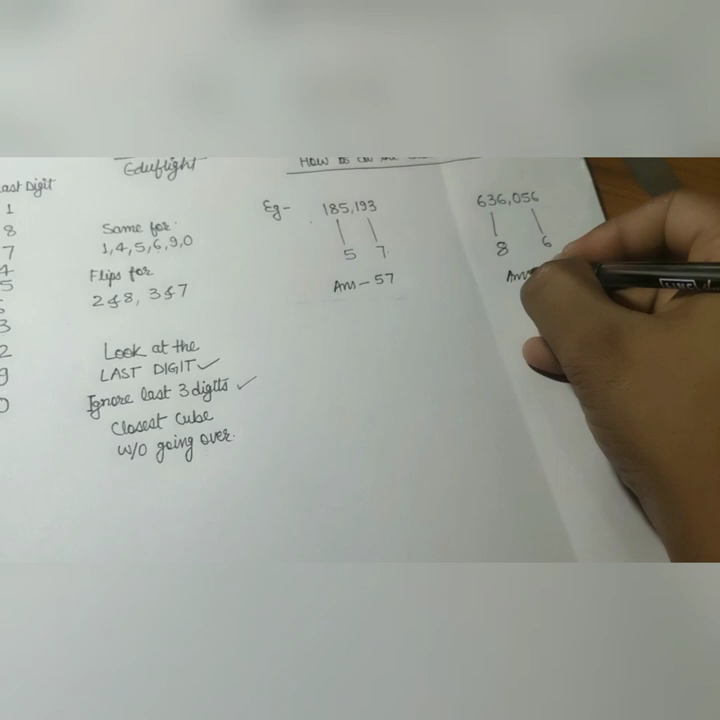 Eduflight
Last Digit
1
8
7
4
5
3
2
9
0
Same for
1,4,5,6,9,0
Flips for
2&8, 3&7
Look at the
LAST DIGIT ✓
Ignore last 3 digits ✓
Closest Cube
W/O going over.
HOW to
Eg- 185,193
5 7
Ans - 57
636,056
8 6
Ans